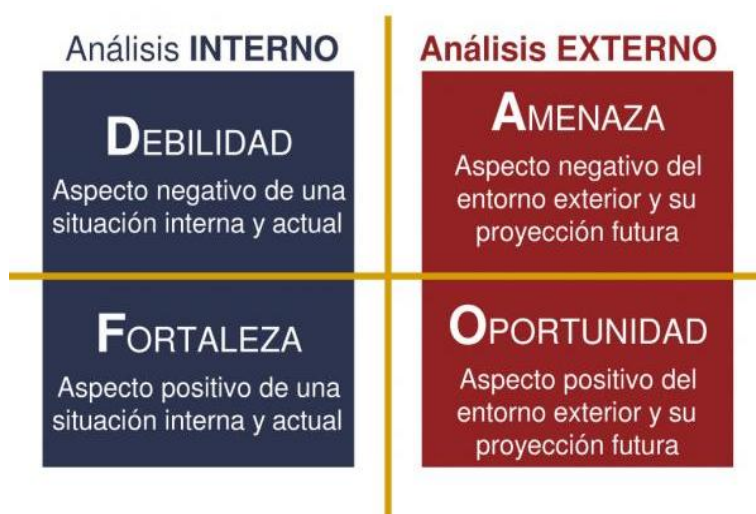 Análisis INTERNO
Análisis EXTERNO
DEBILIDAD
Aspecto negativo de una
situación interna y actual
AMENAZA
Aspecto negativo del
entorno exterior y su
proyección futura
FORTALEZA
Aspecto positivo de una
situación interna y actual
OPORTUNIDAD
Aspecto positivo del
entorno exterior y su
proyección futura